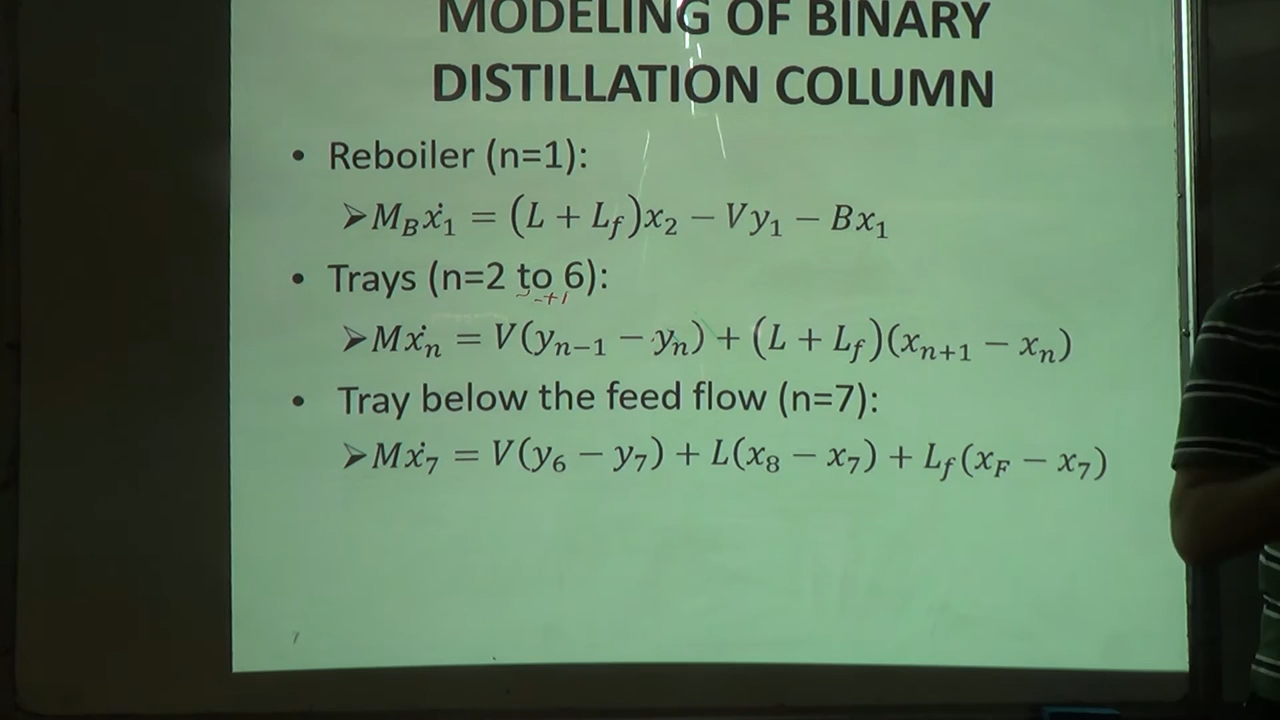 MODELING OF BINARY
DISTILLATION COLUMN
• Reboiler (n=1):
➢ M_B ẋ_1 = (L + L_f)x_2 − Vy_1 − Bx_1
• Trays (n=2 to 6):
➢ Mẋ_n = V(y_{n−1} − y_n) + (L + L_f)(x_{n+1} − x_n)
• Tray below the feed flow (n=7):
➢ Mẋ_7 = V(y_6 − y_7) + L(x_8 − x_7) + L_f(x_F − x_7)
7